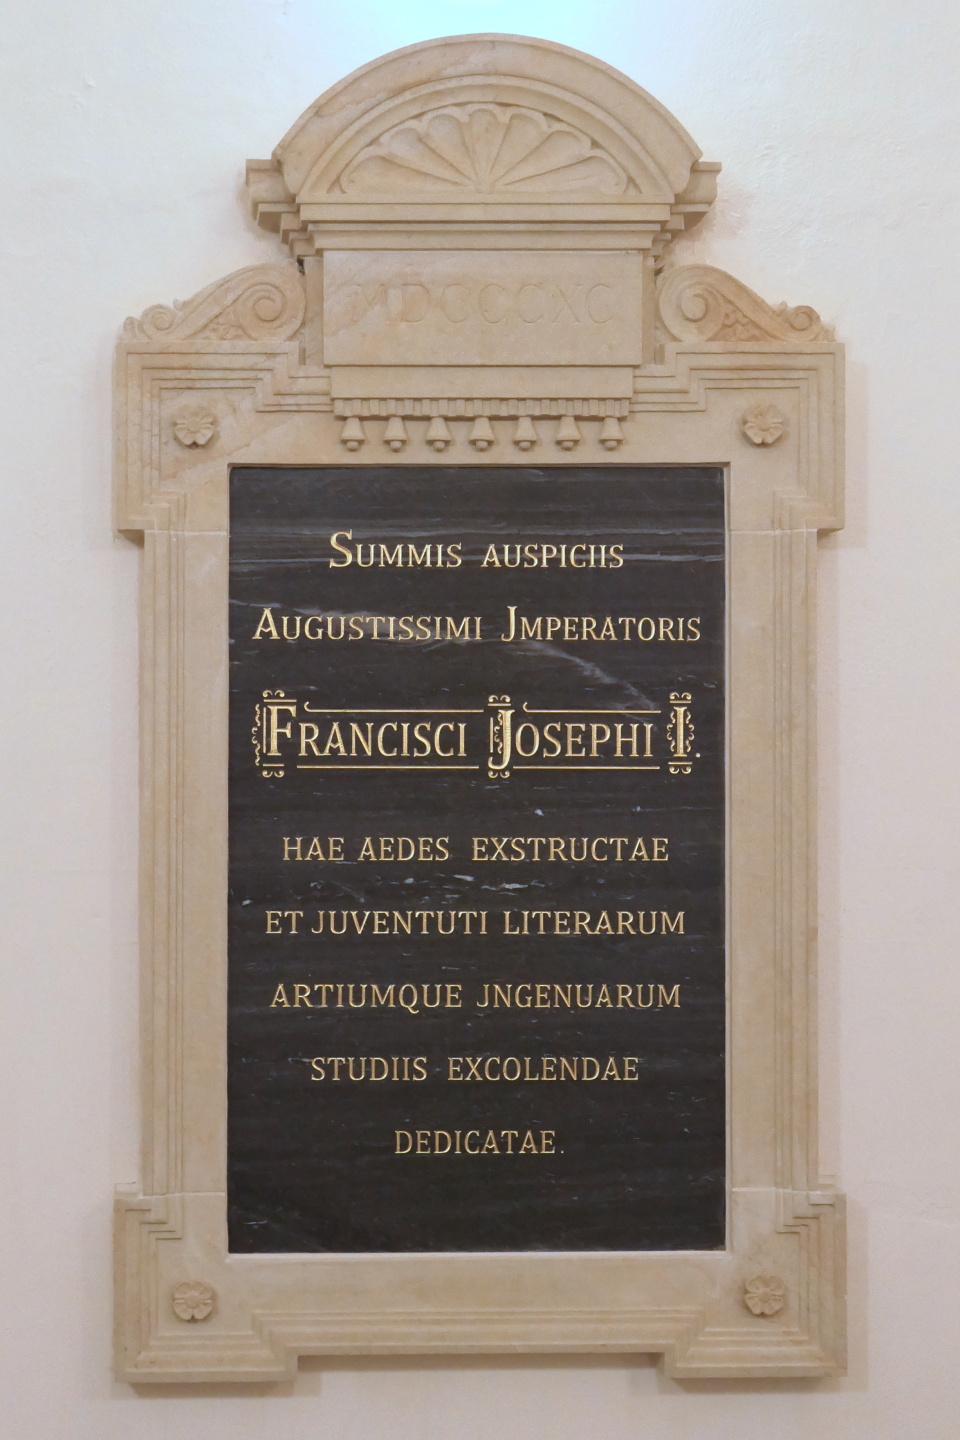 MDCCCXC
SUMMIS AUSPICIIS
AUGUSTISSIMI JMPERATORIS
FRANCISCI JOSEPHI I.
HAE AEDES EXSTRUCTAE
ET JUVENTUTI LITERARUM
ARTIUMQUE JNGENUARUM
STUDIIS EXCOLENDAE
DEDICATAE.